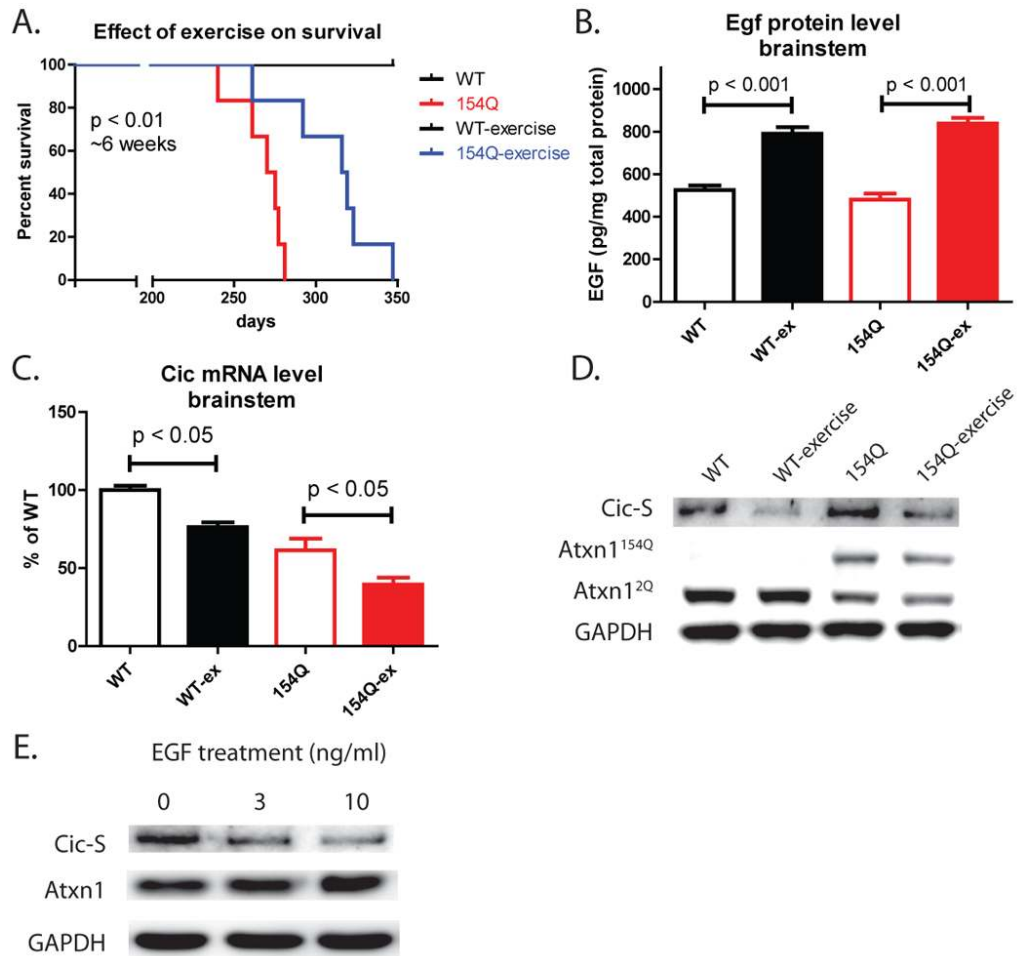 A.
Effect of exercise on survival
Percent survival
100
80
60
40
20
0
p < 0.01
~6 weeks
200
250
300
350
days
WT
154Q
WT-exercise
154Q-exercise
B.
Egf protein level
brainstem
EGF (pg/mg total protein)
1000
800
600
400
200
0
p < 0.001
p < 0.001
WT
WT-ex
154Q
154Q-ex
C.
Cic mRNA level
brainstem
% of WT
150
100
50
0
p < 0.05
p < 0.05
WT
WT-ex
154Q
154Q-ex
D.
WT
WT-exercise
154Q
154Q-exercise
Cic-S
Atxn1154Q
Atxn12Q
GAPDH
E.
EGF treatment (ng/ml)
0 3 10
Cic-S
Atxn1
GAPDH